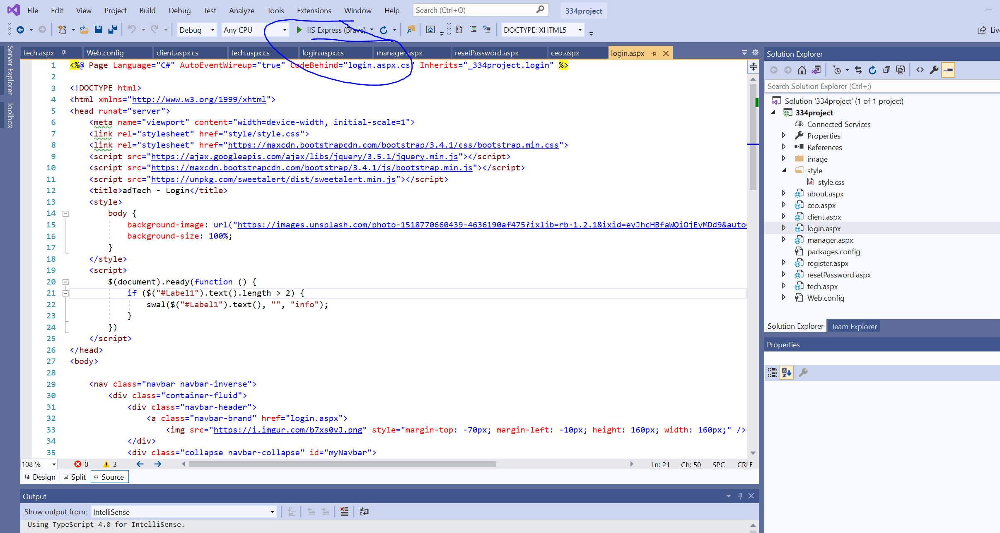 File Edit View Project Build Debug Test Analyze Tools Extensions Window Help Search (Ctrl+Q) 334project
Debug Any CPU IIS Express (Brave) DOCTYPE: XHTML5 Live
Server Explorer
Toolbox
tech.aspx Web.config client.aspx.cs tech.aspx.cs login.aspx.cs manager.aspx resetPassword.aspx ceo.aspx login.aspx
1 <%@ Page Language="C#" AutoEventWireup="true" CodeBehind="login.aspx.cs" Inherits="_334project.login" %>
2
3 <!DOCTYPE html>
4 <html xmlns="http://www.w3.org/1999/xhtml">
5 <head runat="server">
6 <meta name="viewport" content="width=device-width, initial-scale=1">
7 <link rel="stylesheet" href="style/style.css">
8 <link rel="stylesheet" href="https://maxcdn.bootstrapcdn.com/bootstrap/3.4.1/css/bootstrap.min.css">
9 <script src="https://ajax.googleapis.com/ajax/libs/jquery/3.5.1/jquery.min.js"></script>
10 <script src="https://maxcdn.bootstrapcdn.com/bootstrap/3.4.1/js/bootstrap.min.js"></script>
11 <script src="https://unpkg.com/sweetalert/dist/sweetalert.min.js"></script>
12 <title>adTech - Login</title>
13 <style>
14 body {
15 background-image: url("https://images.unsplash.com/photo-1518770660439-4636190af475?ixlib=rb-1.2.1&ixid=eyJhcHBfaWQiOjEyMDd9&auto=
16 background-size: 100%;
17 }
18 </style>
19 <script>
20 $(document).ready(function () {
21 if ($("#Label1").text().length > 2) {
22 swal($("#Label1").text(), "", "info");
23 }
24 })
25 </script>
26 </head>
27 <body>
28
29 <nav class="navbar navbar-inverse">
30 <div class="container-fluid">
31 <div class="navbar-header">
32 <a class="navbar-brand" href="login.aspx">
33 <img src="https://i.imgur.com/b7xs0vJ.png" style="margin-top: -70px; margin-left: -10px; height: 160px; width: 160px;" />
34 </div>
35 <div class="collapse navbar-collapse" id="myNavbar">
108 % 0 3 Ln: 21 Ch: 50 SPC CRLF
Design Split Source
Output
Show output from: IntelliSense
Using TypeScript 4.0 for IntelliSense.
Solution Explorer
Search Solution Explorer (Ctrl+;)
Solution '334project' (1 of 1 project)
334project
Connected Services
Properties
References
image
style
style.css
about.aspx
ceo.aspx
client.aspx
login.aspx
manager.aspx
packages.config
register.aspx
resetPassword.aspx
tech.aspx
Web.config
Solution Explorer Team Explorer
Properties